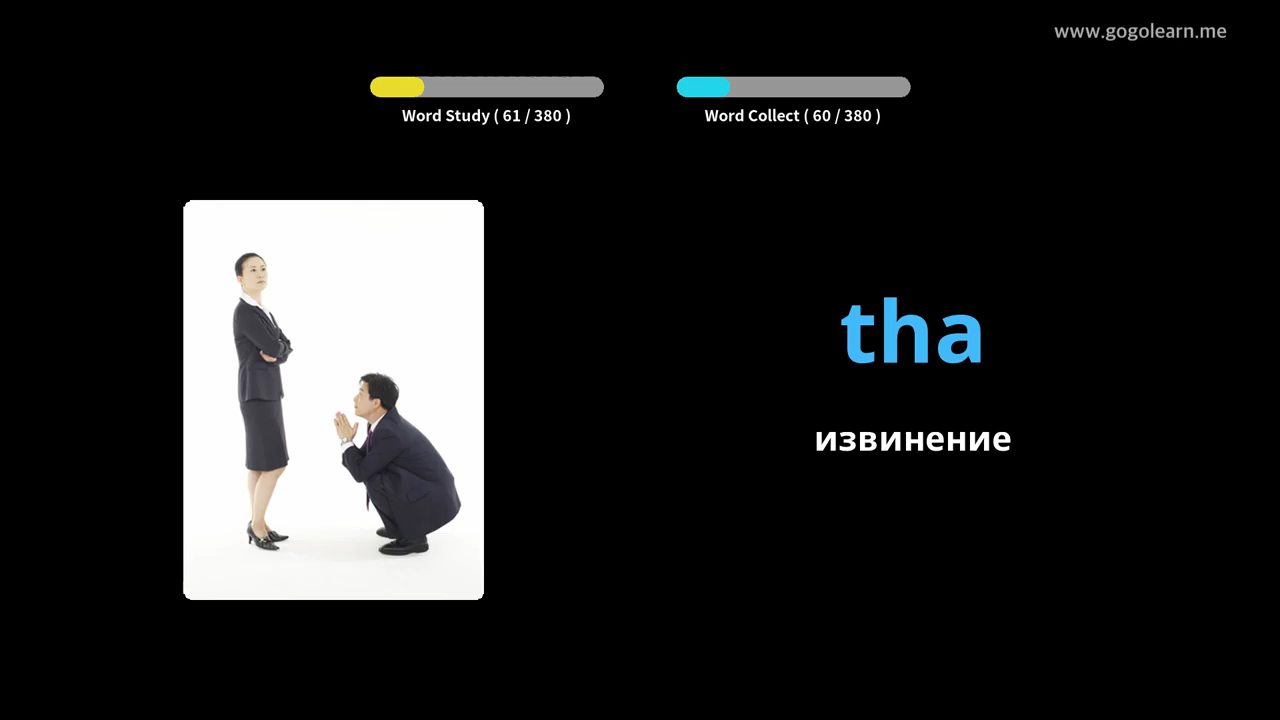 www.gogolearn.me
Word Study ( 61 / 380 )
Word Collect ( 60 / 380 )
tha
извинение